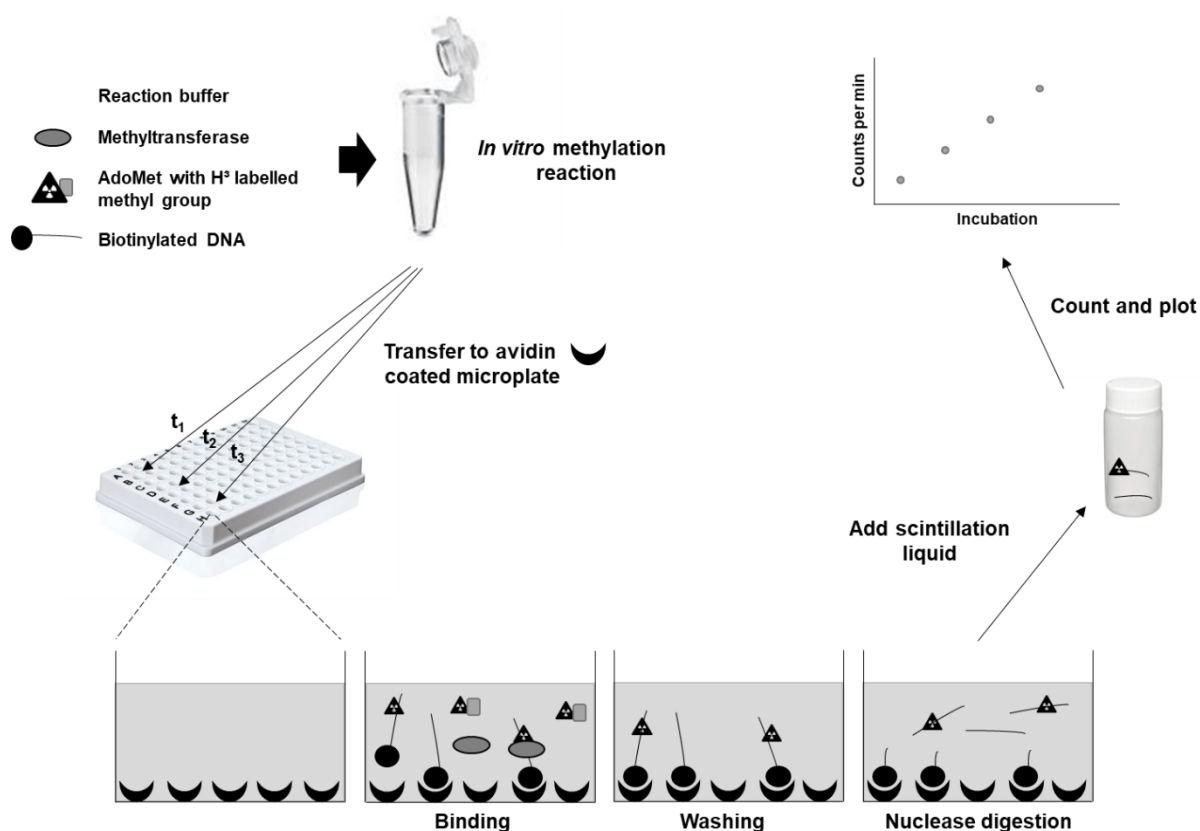 Reaction buffer
Methyltransferase
AdoMet with H³ labelled
methyl group
Biotinylated DNA
In vitro methylation
reaction
Counts per min
Incubation
Count and plot
Transfer to avidin
coated microplate
t₁
t₂
t₃
A
B
C
D
E
F
G
H
Add scintillation
liquid
Binding
Washing
Nuclease digestion